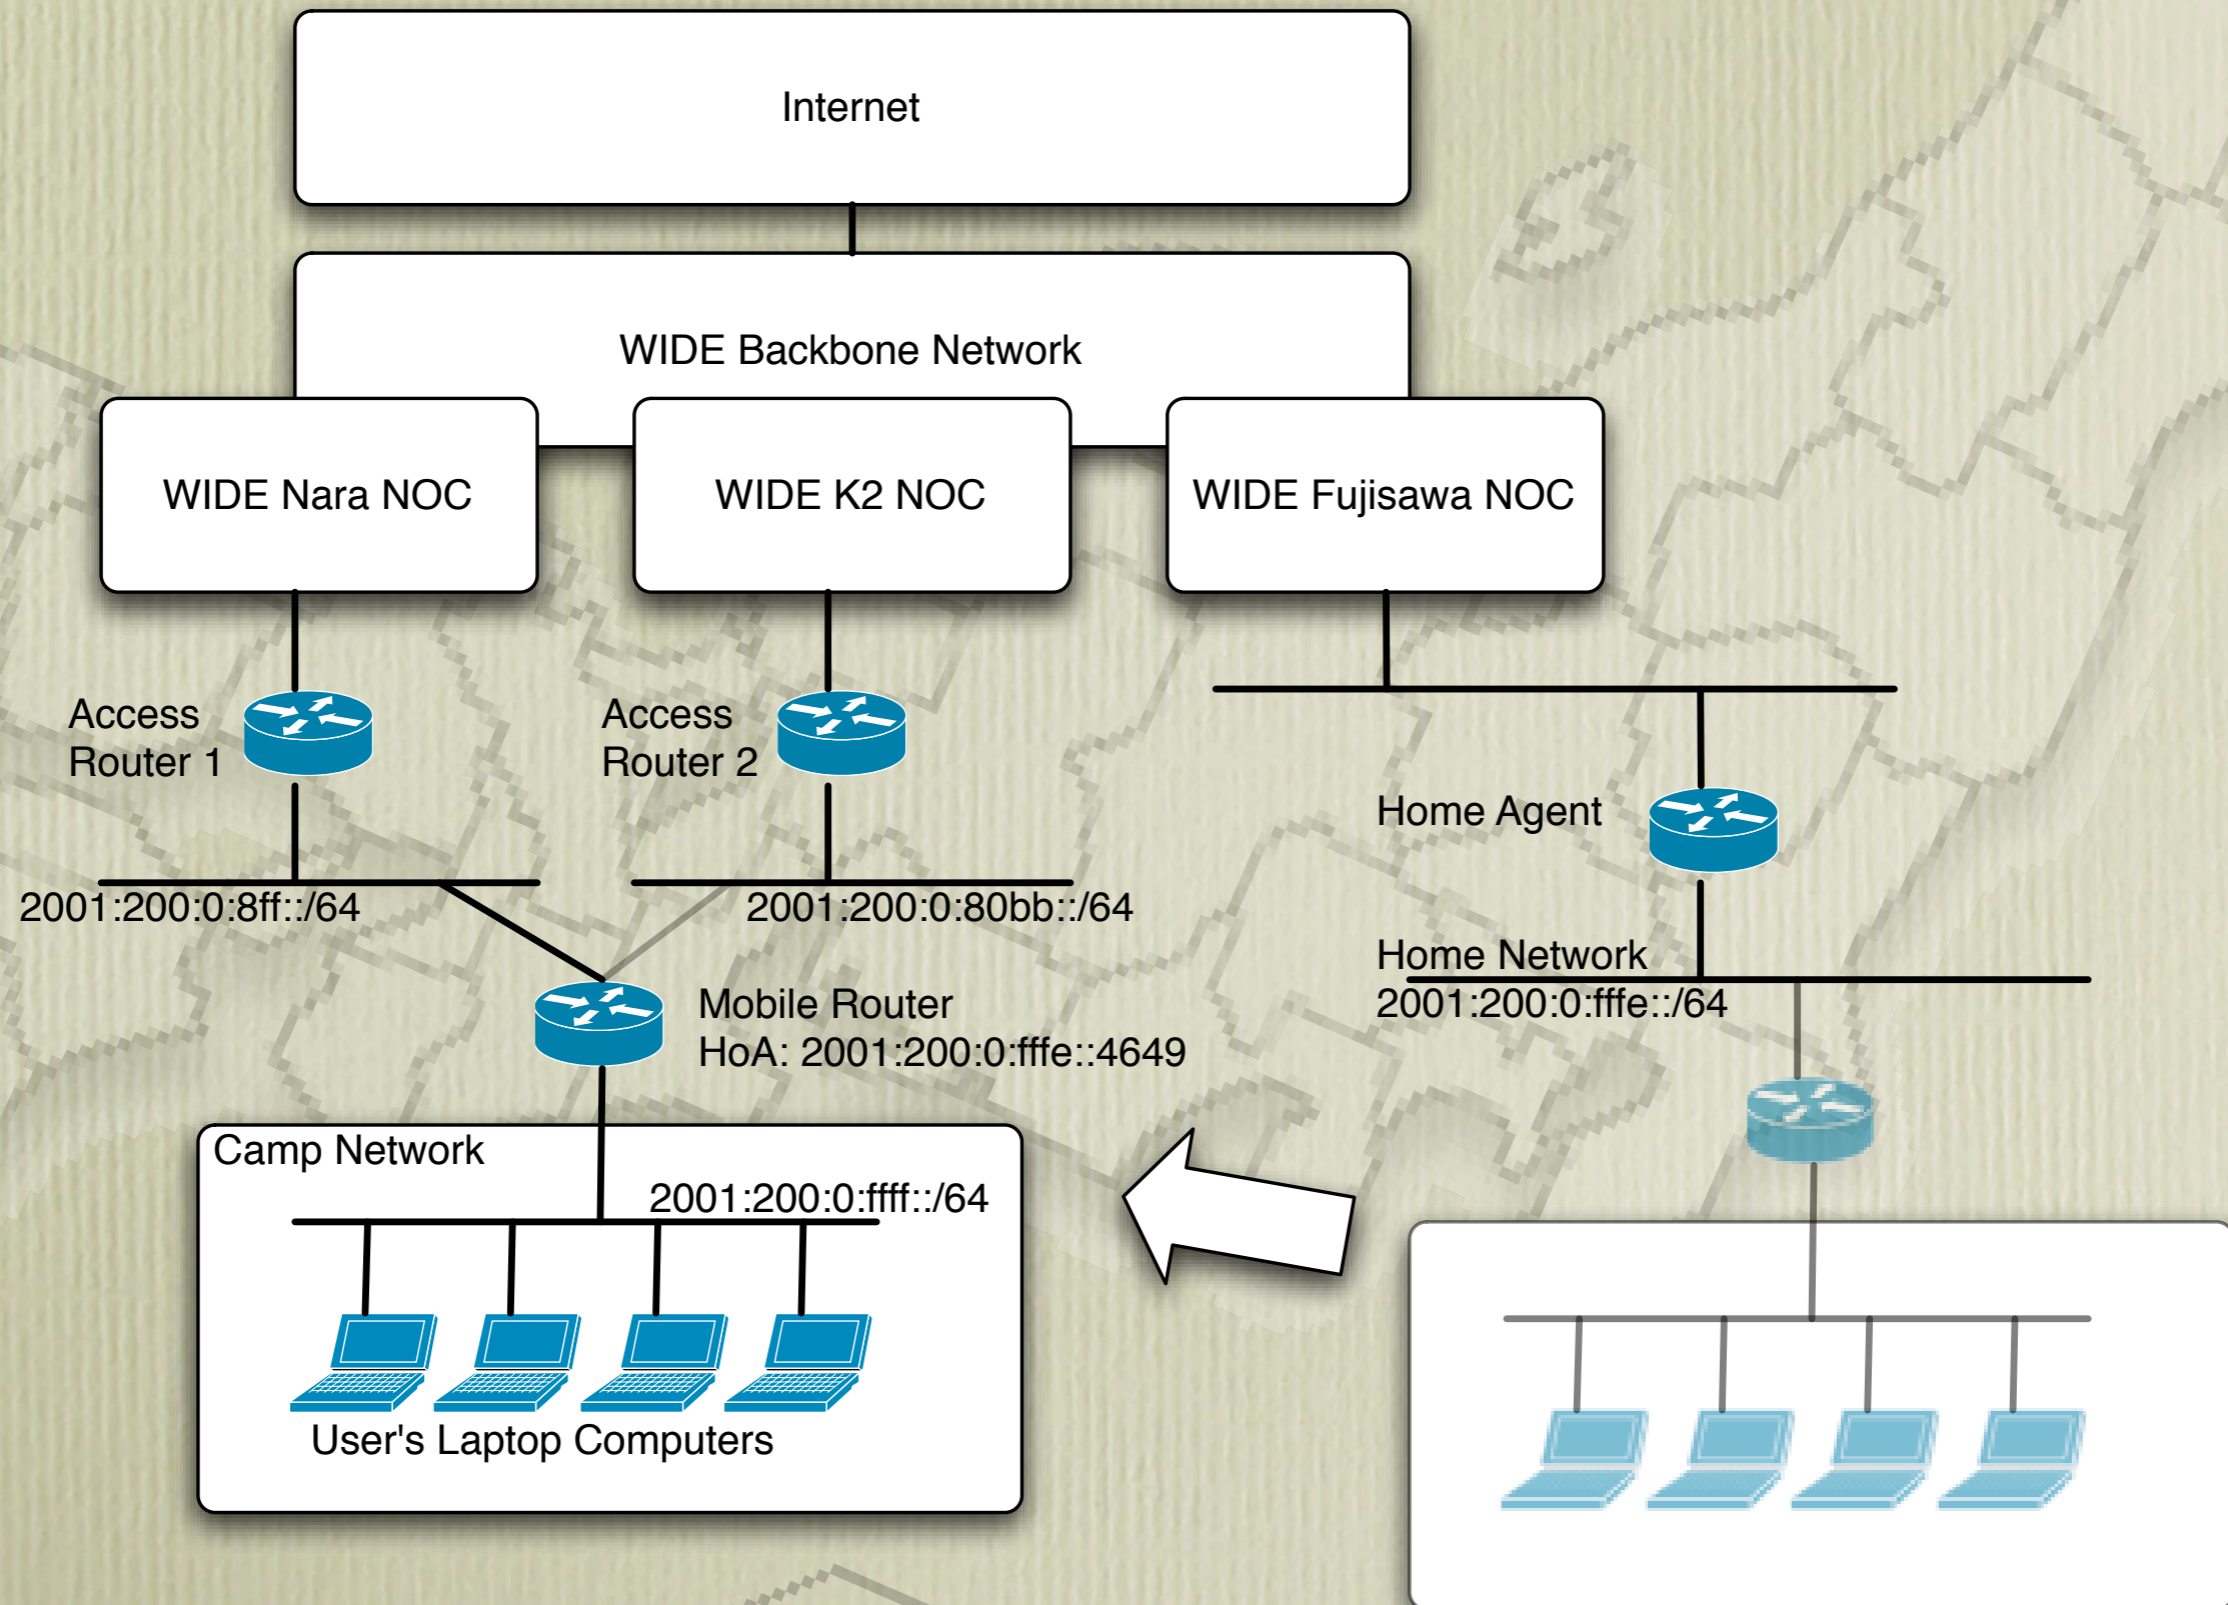 Internet
WIDE Backbone Network
WIDE Nara NOC
WIDE K2 NOC
WIDE Fujisawa NOC
Access
Router 1
Access
Router 2
Home Agent
2001:200:0:8ff::/64
2001:200:0:80bb::/64
Home Network
2001:200:0:fffe::/64
Mobile Router
HoA: 2001:200:0:fffe::4649
Camp Network
2001:200:0:ffff::/64
User's Laptop Computers